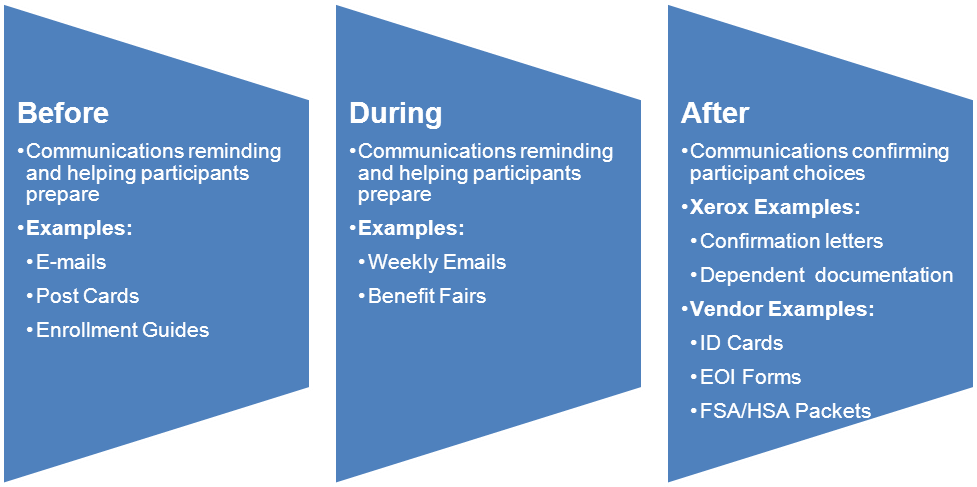 Before
•Communications reminding
and helping participants
prepare
•Examples:
•E-mails
•Post Cards
•Enrollment Guides
During
•Communications reminding
and helping participants
prepare
•Examples:
•Weekly Emails
•Benefit Fairs
After
•Communications confirming
participant choices
•Xerox Examples:
•Confirmation letters
•Dependent  documentation
•Vendor Examples:
•ID Cards
•EOI Forms
•FSA/HSA Packets